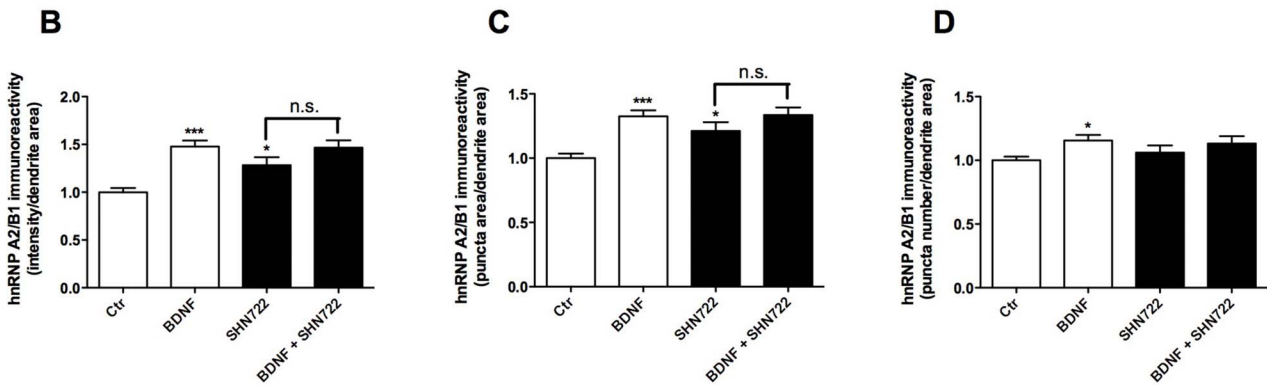 B
hnRNP A2/B1 immunoreactivity
(intensity/dendrite area)
2.0
1.5
1.0
0.5
0.0
***
*
n.s.
Ctr
BDNF
SHN722
BDNF + SHN722
C
hnRNP A2/B1 immunoreactivity
(puncta area/dendrite area)
1.5
1.0
0.5
0.0
***
*
n.s.
Ctr
BDNF
SHN722
BDNF + SHN722
D
hnRNP A2/B1 immunoreactivity
(puncta number/dendrite area)
1.5
1.0
0.5
0.0
*
Ctr
BDNF
SHN722
BDNF + SHN722